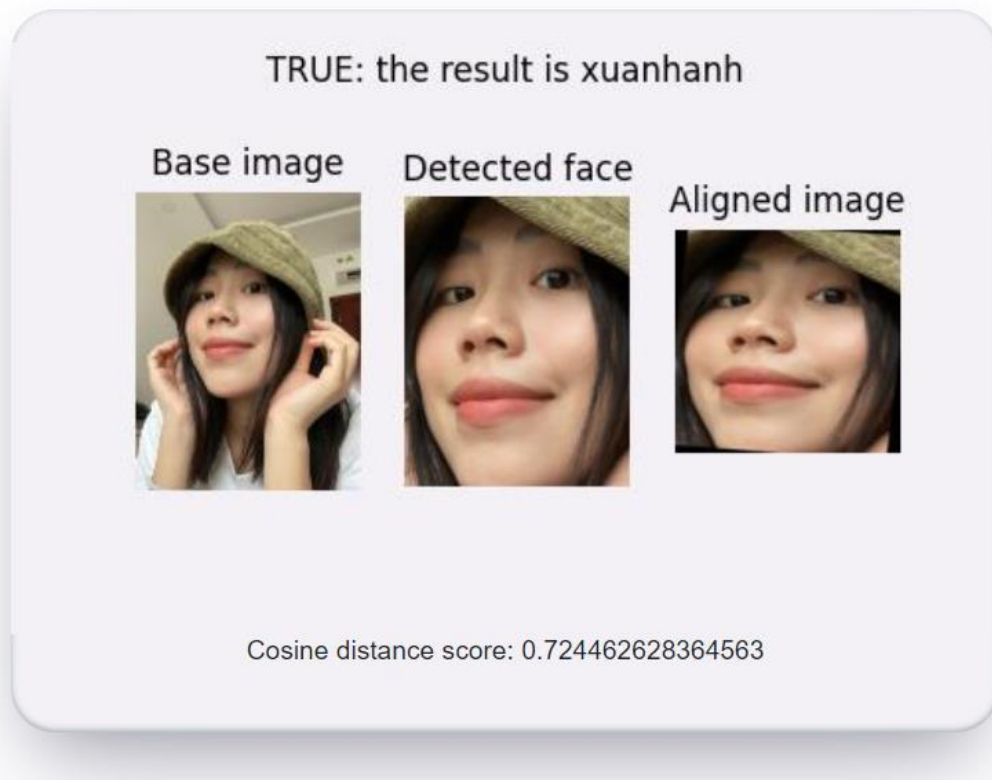 TRUE: the result is xuanhanh
Base image
Detected face
Aligned image
Cosine distance score: 0.724462628364563